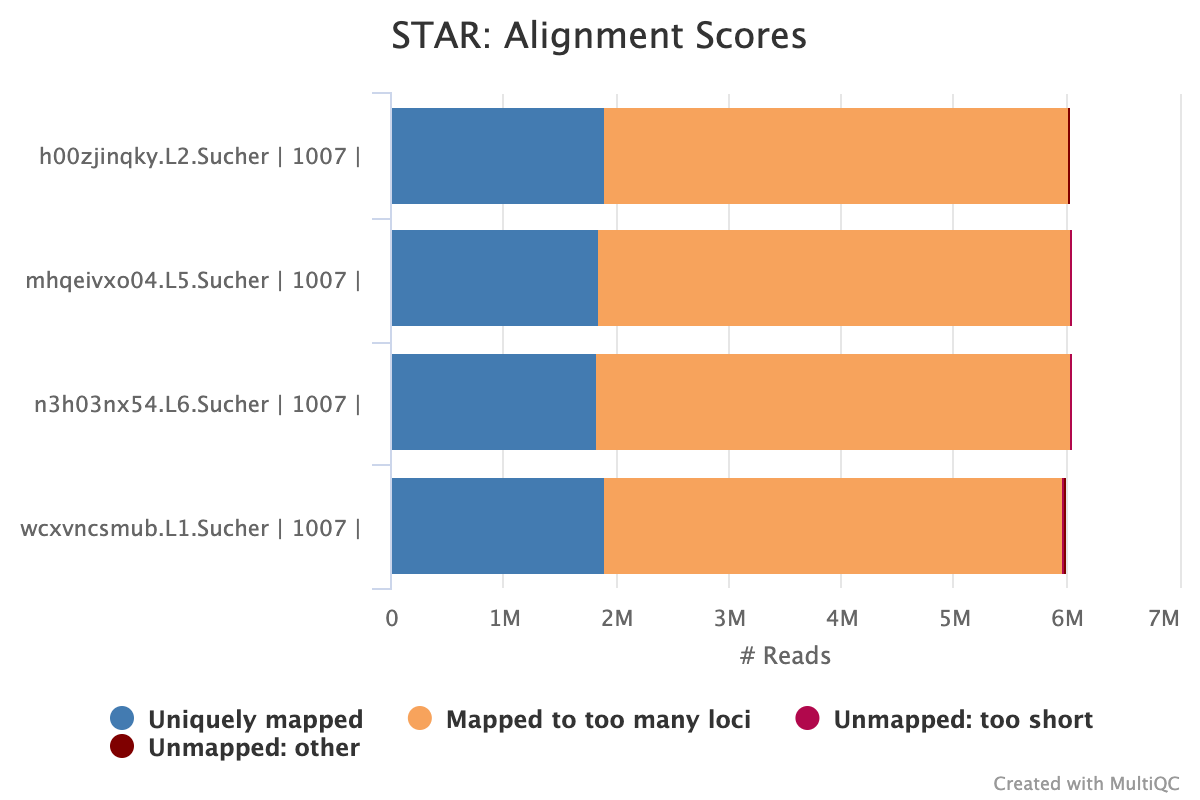 STAR: Alignment Scores
h00zjinqky.L2.Sucher | 1007 |
mhqeivxo04.L5.Sucher | 1007 |
n3h03nx54.L6.Sucher | 1007 |
wcxvncsmub.L1.Sucher | 1007 |
0 1M 2M 3M 4M 5M 6M 7M
# Reads
Uniquely mapped Mapped to too many loci Unmapped: too short
Unmapped: other
Created with MultiQC